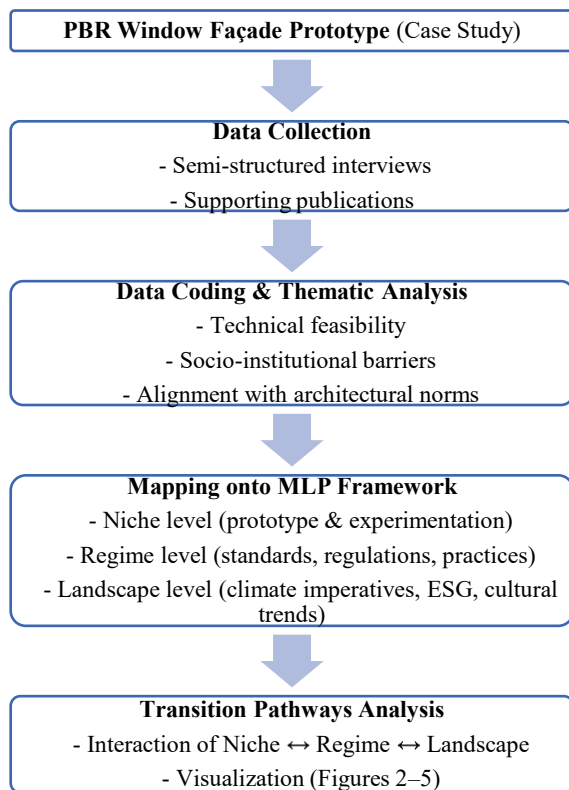 PBR Window Façade Prototype (Case Study)
Data Collection
- Semi-structured interviews
- Supporting publications
Data Coding & Thematic Analysis
- Technical feasibility
- Socio-institutional barriers
- Alignment with architectural norms
Mapping onto MLP Framework
- Niche level (prototype & experimentation)
- Regime level (standards, regulations, practices)
- Landscape level (climate imperatives, ESG, cultural
trends)
Transition Pathways Analysis
- Interaction of Niche ↔ Regime ↔ Landscape
- Visualization (Figures 2–5)